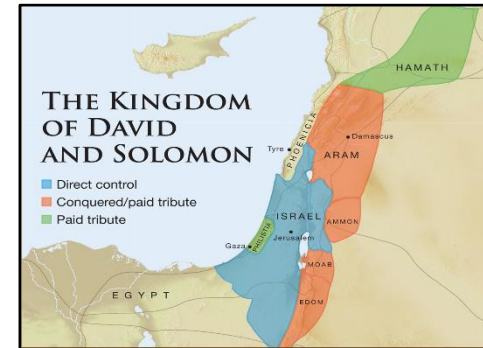 THE KINGDOM
OF DAVID
AND SOLOMON
Direct control
Conquered/paid tribute
Paid tribute
HAMATH
PHOENICIA
Tyre
Damascus
ARAM
ISRAEL
AMMON
PHILISTIA
Gaza
Jerusalem
MOAB
EDOM
EGYPT